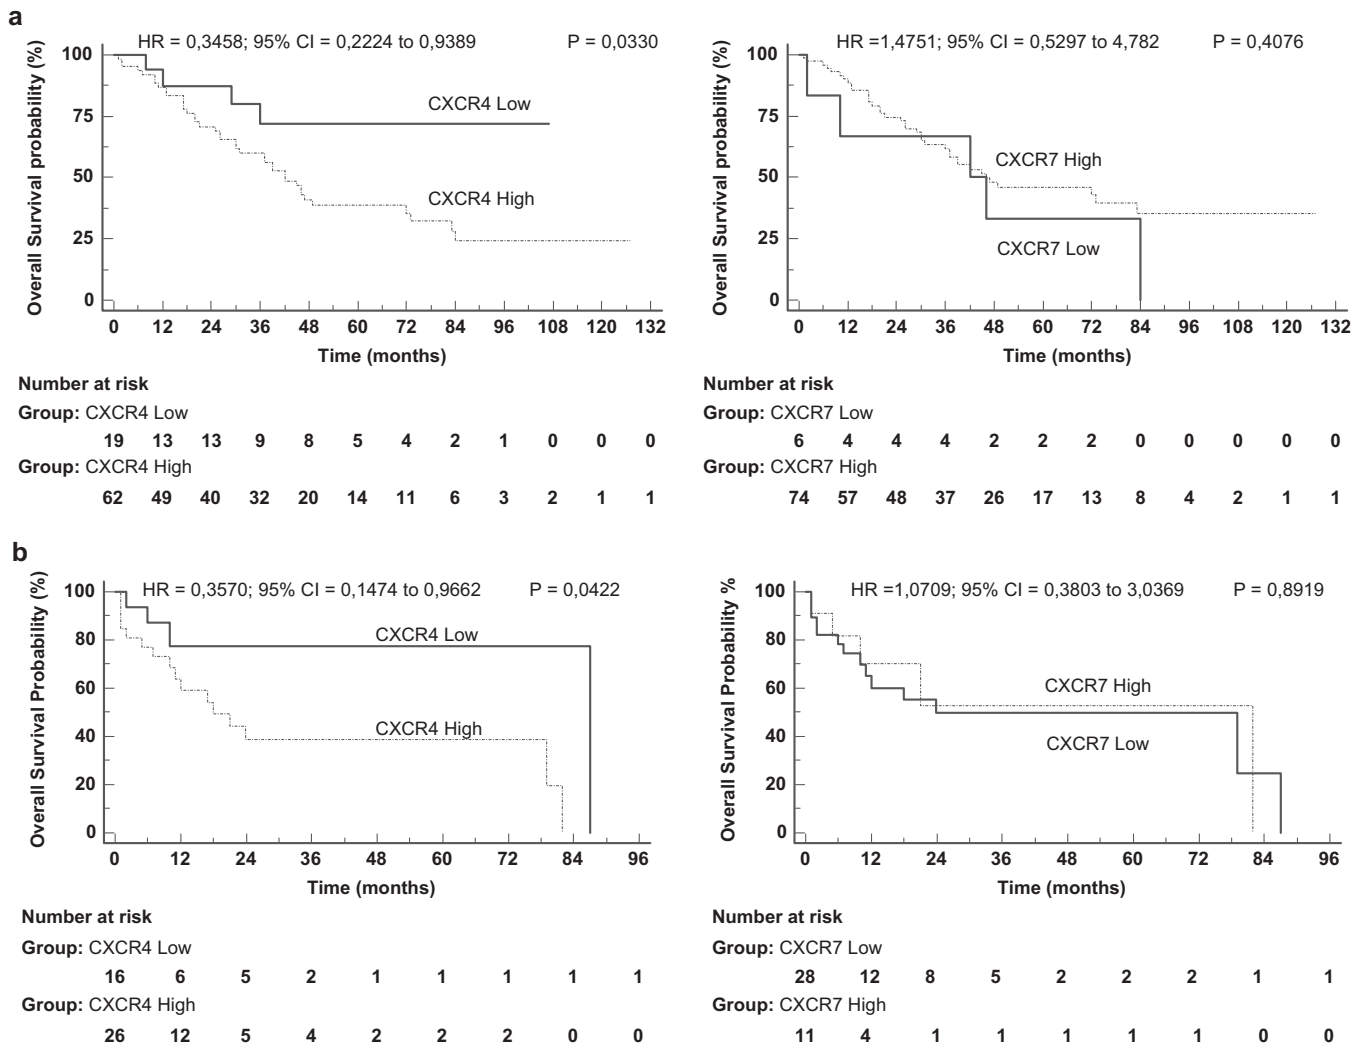 a
HR = 0,3458; 95% CI = 0,2224 to 0,9389 P = 0,0330
Overall Survival probability (%)
100
75
50
25
0
CXCR4 Low
CXCR4 High
0 12 24 36 48 60 72 84 96 108 120 132
Time (months)
Number at risk
Group: CXCR4 Low
19 13 13 9 8 5 4 2 1 0 0 0
Group: CXCR4 High
62 49 40 32 20 14 11 6 3 2 1 1
HR =1,4751; 95% CI = 0,5297 to 4,782 P = 0,4076
Overall Survival probability (%)
100
75
50
25
0
CXCR7 High
CXCR7 Low
0 12 24 36 48 60 72 84 96 108 120 132
Time (months)
Number at risk
Group: CXCR7 Low
6 4 4 4 2 2 2 0 0 0 0 0
Group: CXCR7 High
74 57 48 37 26 17 13 8 4 2 1 1
b
HR = 0,3570; 95% CI = 0,1474 to 0,9662 P = 0,0422
Overall Survival Probability (%)
100
80
60
40
20
0
CXCR4 Low
CXCR4 High
0 12 24 36 48 60 72 84 96
Time (months)
Number at risk
Group: CXCR4 Low
16 6 5 2 1 1 1 1 1
Group: CXCR4 High
26 12 5 4 2 2 2 0 0
HR =1,0709; 95% CI = 0,3803 to 3,0369 P = 0,8919
Overall Survival Probability %
100
80
60
40
20
0
CXCR7 High
CXCR7 Low
0 12 24 36 48 60 72 84 96
Time (months)
Number at risk
Group: CXCR7 Low
28 12 8 5 2 2 2 1 1
Group: CXCR7 High
11 4 1 1 1 1 1 0 0